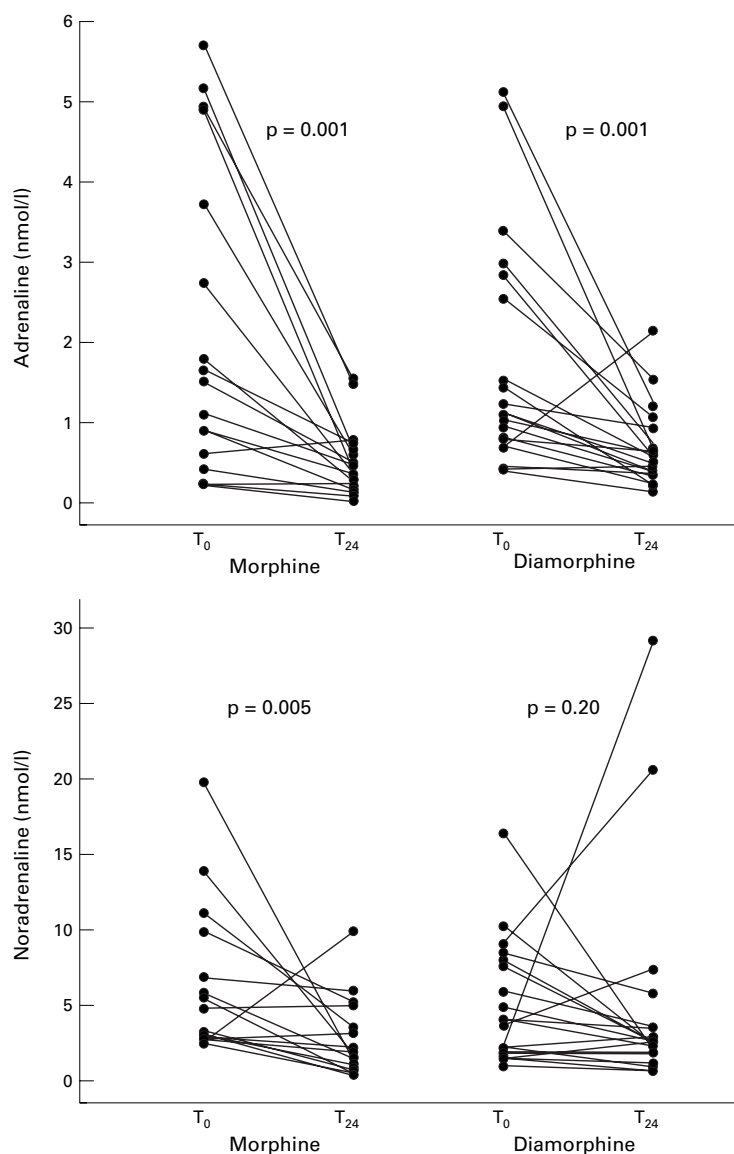 6
5
4
3
2
1
0
Adrenaline (nmol/l)
p = 0.001
p = 0.001
T₀ T₂₄ T₀ T₂₄
Morphine Diamorphine
30
25
20
15
10
5
0
Noradrenaline (nmol/l)
p = 0.005
p = 0.20
T₀ T₂₄ T₀ T₂₄
Morphine Diamorphine